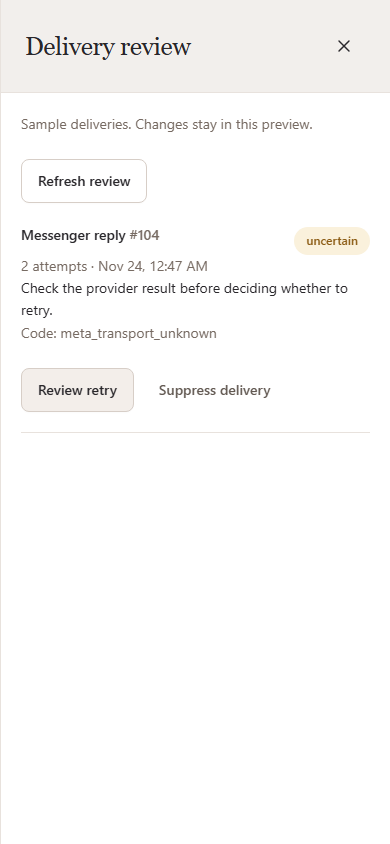 Delivery review
Sample deliveries. Changes stay in this preview.
Refresh review
Messenger reply #104
uncertain
2 attempts · Nov 24, 12:47 AM
Check the provider result before deciding whether to
retry.
Code: meta_transport_unknown
Review retry
Suppress delivery